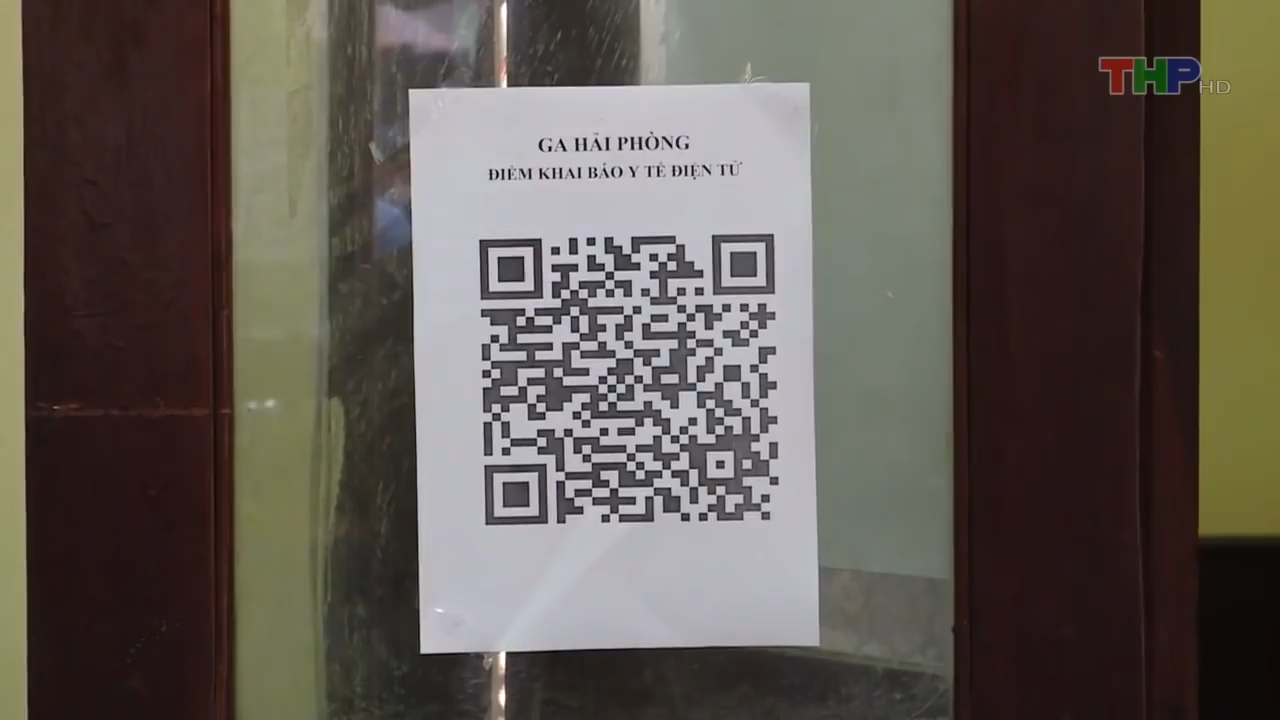 THP HD
GA HẢI PHÒNG
ĐIỂM KHAI BÁO Y TẾ ĐIỆN TỬ